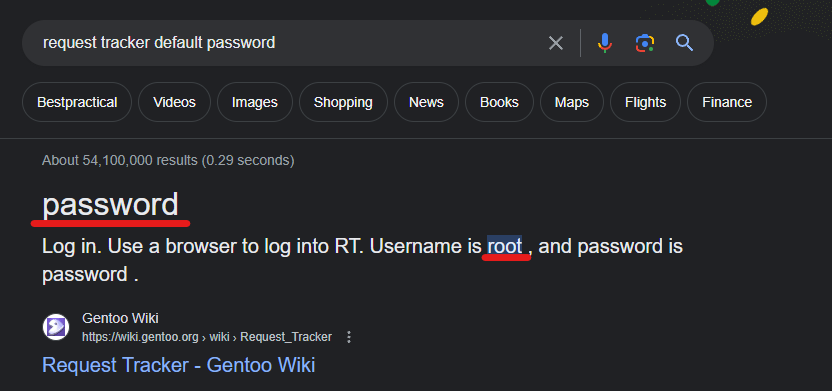 request tracker default password
Bestpractical Videos Images Shopping News Books Maps Flights Finance
About 54,100,000 results (0.29 seconds)
password
Log in. Use a browser to log into RT. Username is root , and password is
password .
Gentoo Wiki
https://wiki.gentoo.org › wiki › Request_Tracker
Request Tracker - Gentoo Wiki